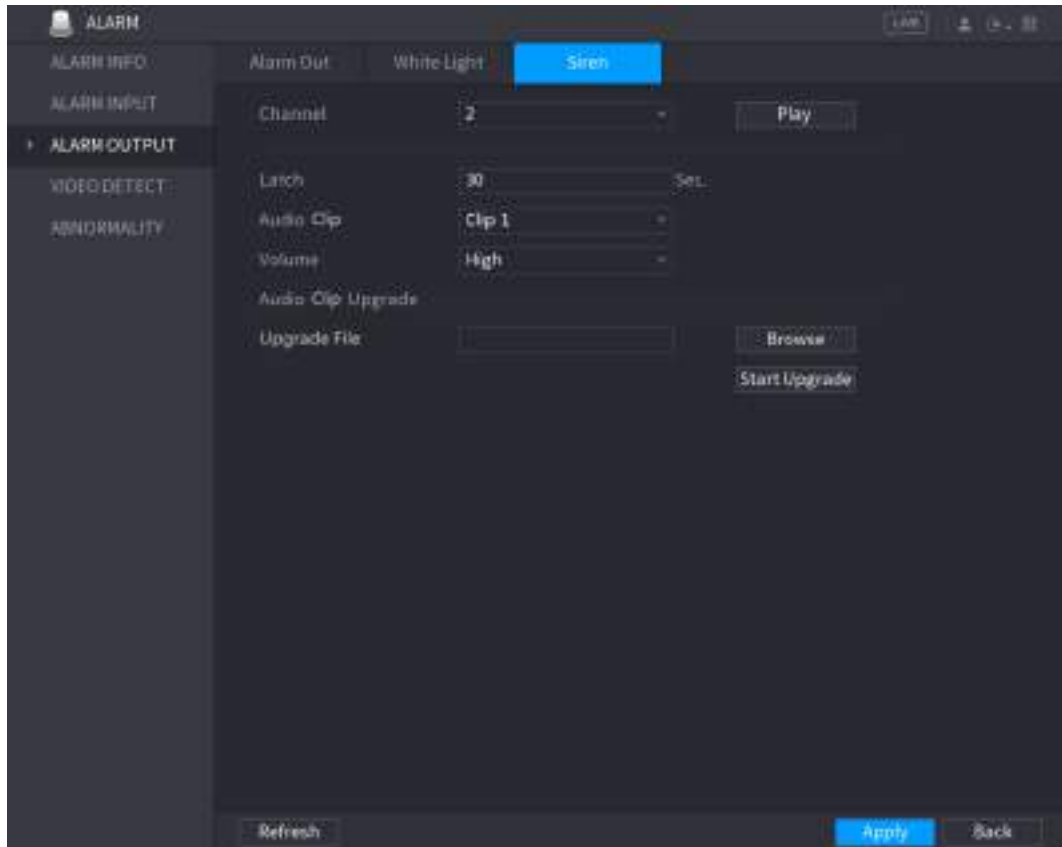 ALARM
LIVE
ALARM INFO
Alarm Out White Light Siren
ALARM INPUT
Channel 2 Play
ALARM OUTPUT
VIDEO DETECT
Latch 30 Sec.
Audio Clip Clip 1
ABNORMALITY
Volume High
Audio Clip Upgrade
Upgrade File Browse
Start Upgrade
Refresh Apply Back